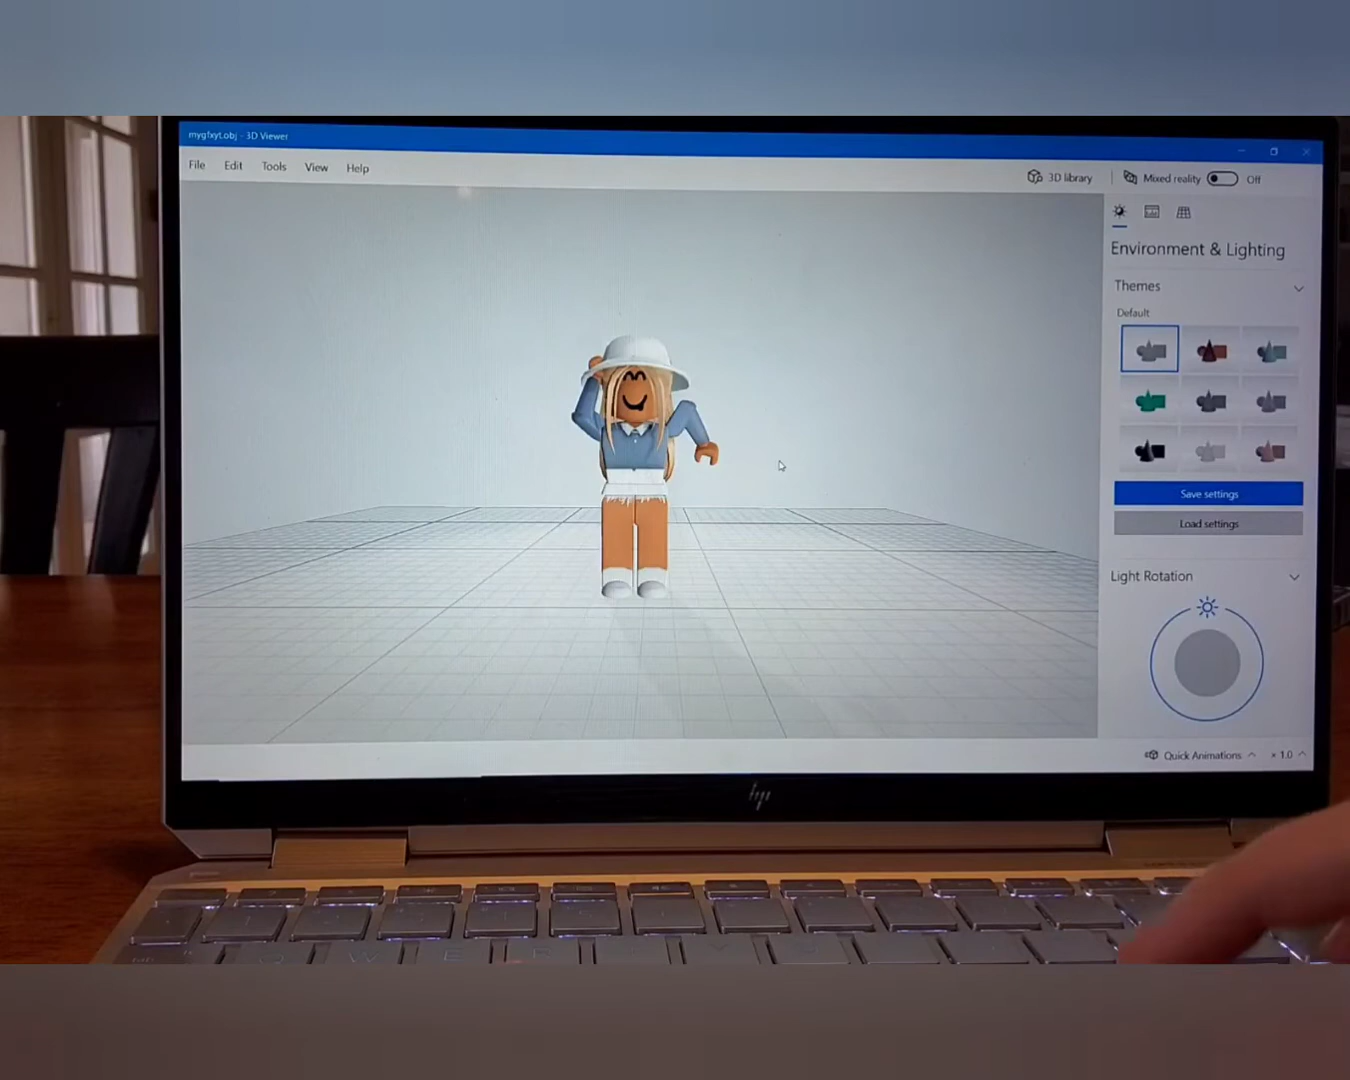 mygfxyt.obj - 3D Viewer
File Edit Tools View Help
3D library
Mixed reality Off
Environment & Lighting
Themes
Default
Save settings
Load settings
Light Rotation
Quick Animations × 1.0
hp
W E R